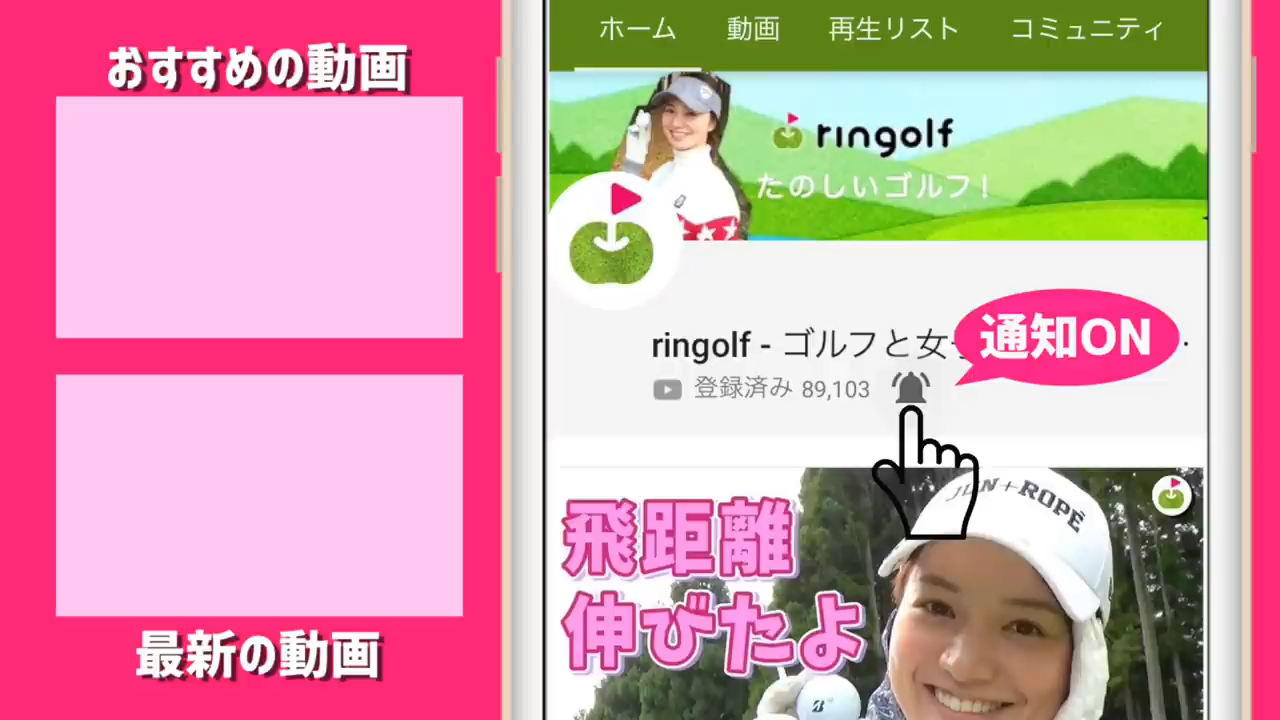 おすすめの動画
最新の動画
ホーム 動画 再生リスト コミュニティ
ringolf
たのしいゴルフ!
ringolf - ゴルフと女
通知ON
登録済み 89,103
飛距離
伸びたよ
JUN+ROPÉ
B